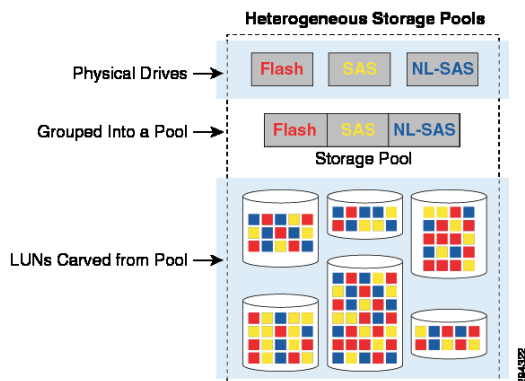 Heterogeneous Storage Pools
Physical Drives
Flash
SAS
NL-SAS
Grouped Into a Pool
Flash
SAS
NL-SAS
Storage Pool
LUNs Carved from Pool